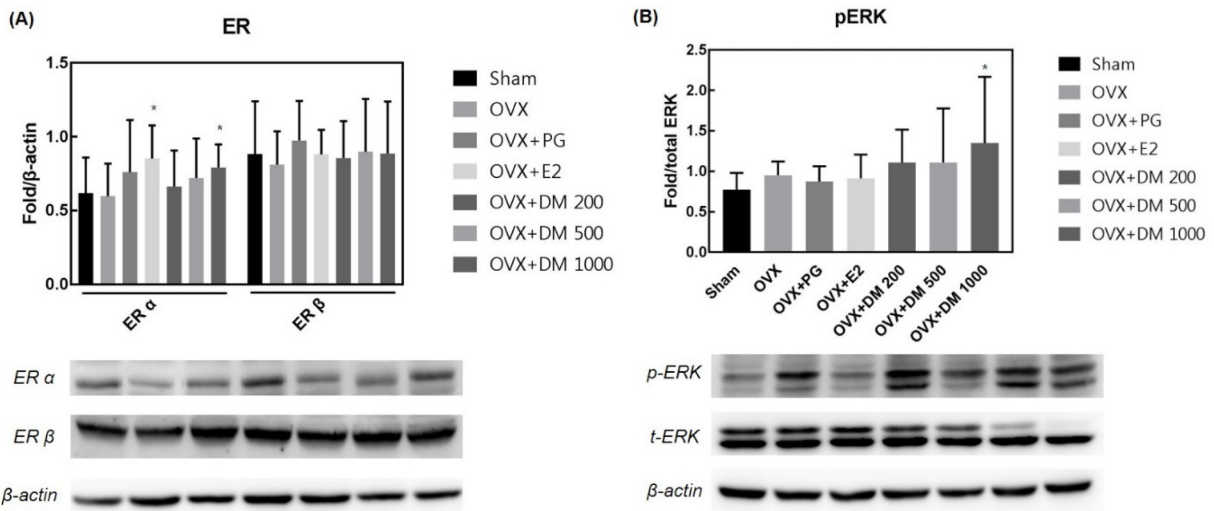 (A)
ER
Fold/β-actin
1.5
1.0
0.5
0.0
*
*
ER α
ER β
Sham
OVX
OVX+PG
OVX+E2
OVX+DM 200
OVX+DM 500
OVX+DM 1000
ER α
ER β
β-actin
(B)
pERK
Fold/total ERK
2.5
2.0
1.5
1.0
0.5
0.0
*
Sham
OVX
OVX+PG
OVX+E2
OVX+DM 200
OVX+DM 500
OVX+DM 1000
Sham
OVX
OVX+PG
OVX+E2
OVX+DM 200
OVX+DM 500
OVX+DM 1000
p-ERK
t-ERK
β-actin